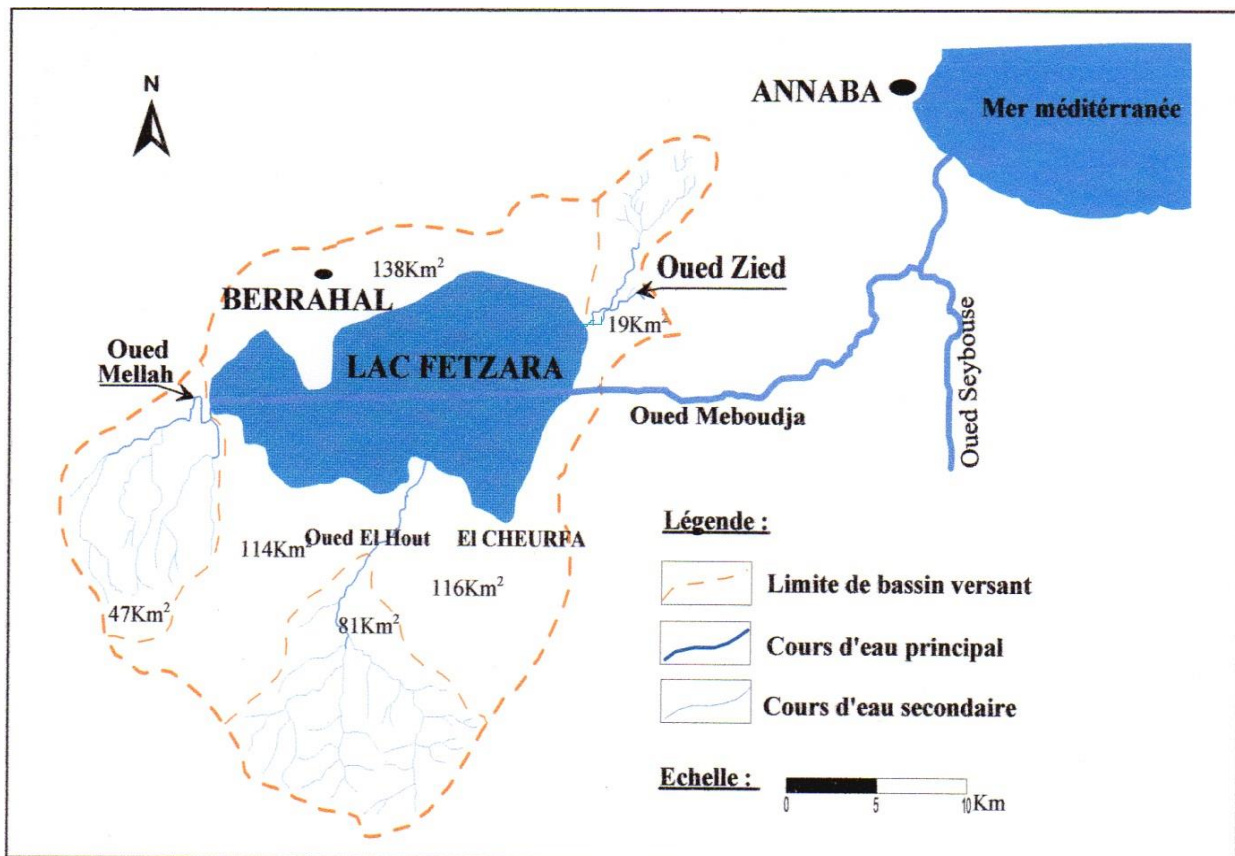 N
ANNABA
Mer méditérranée
138Km²
BERRAHAL
Oued Zied
19Km²
Oued
Mellah
LAC FETZARA
Oued Meboudja
Oued Seybouse
114Km²
Oued El Hout
El CHEURFA
116Km²
47Km²
81Km²
Légende :
Limite de bassin versant
Cours d'eau principal
Cours d'eau secondaire
Echelle :
0 5 10 Km